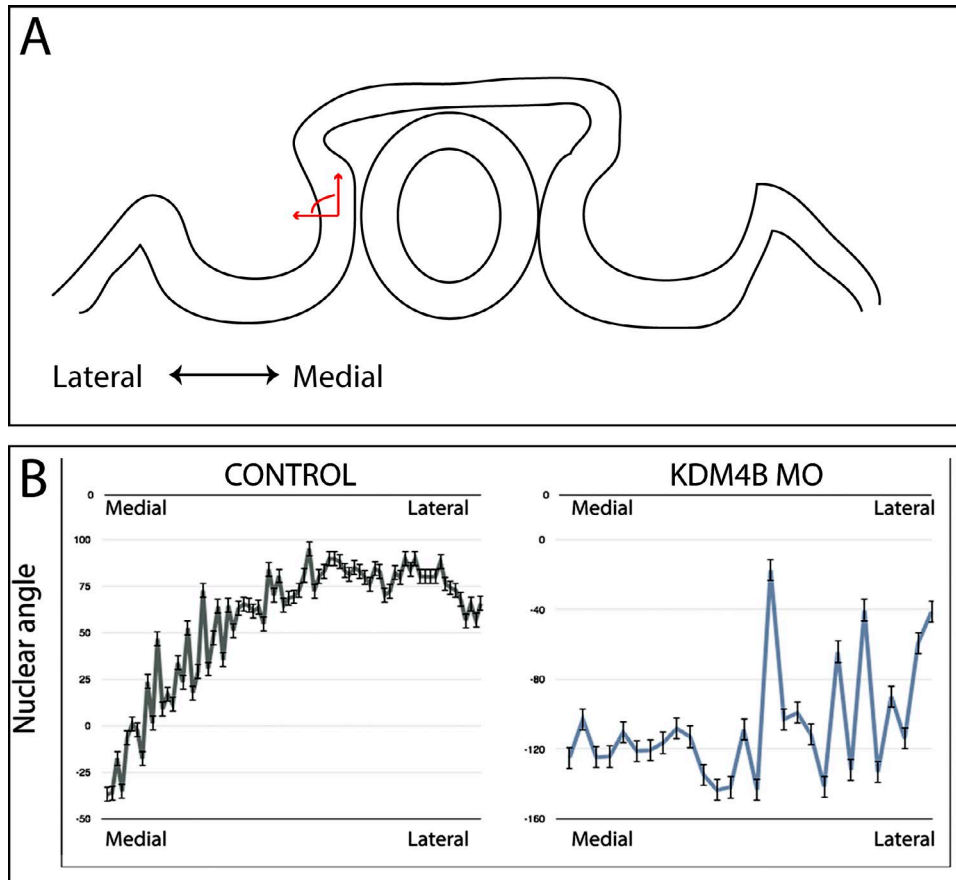 A
Lateral Medial
B
CONTROL KDM4B MO
0 0
Medial Lateral Medial Lateral
100 0
75
-40
50
25 -80
0
-120
-25
-50 -160
Medial Lateral Medial Lateral
Nuclear angle